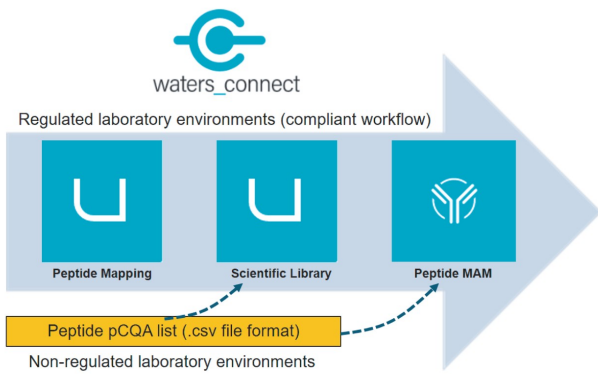 waters_connect
Regulated laboratory environments (compliant workflow)
Peptide Mapping
Scientific Library
Peptide MAM
Peptide pCQA list (.csv file format)
Non-regulated laboratory environments